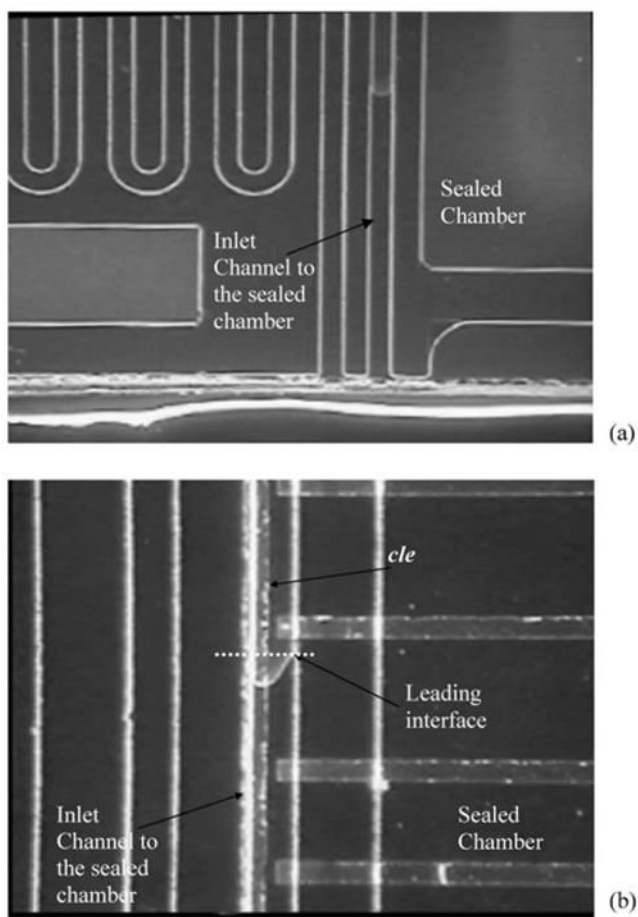 Sealed
Chamber
Inlet
Channel to
the sealed
chamber
(a)
cle
Leading
interface
Inlet
Channel to
the sealed
chamber
Sealed
Chamber
(b)